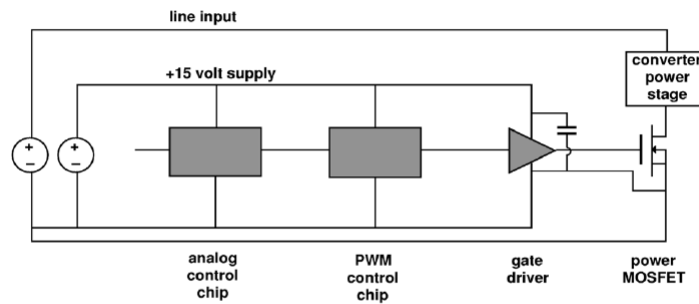 line input
+15 volt supply
converter
power
stage
+
−
+
−
analog
control
chip
PWM
control
chip
gate
driver
power
MOSFET